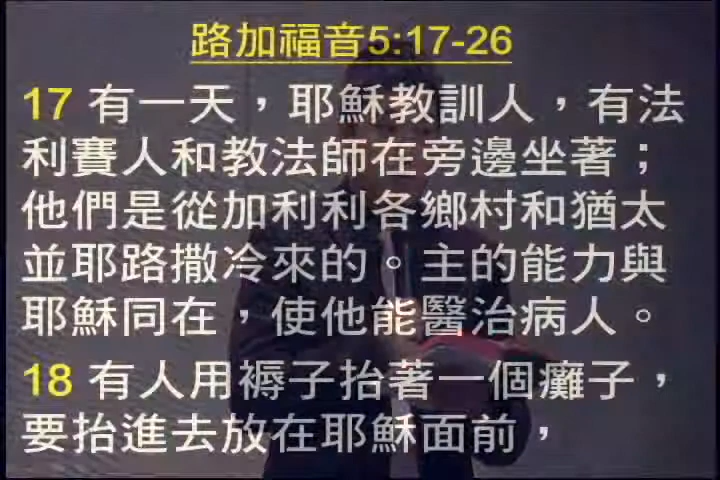 路加福音5:17-26
17 有一天，耶穌教訓人，有法
利賽人和教法師在旁邊坐著；
他們是從加利利各鄉村和猶太
並耶路撒冷來的。主的能力與
耶穌同在，使他能醫治病人。
18 有人用褥子抬著一個癱子，
要抬進去放在耶穌面前，